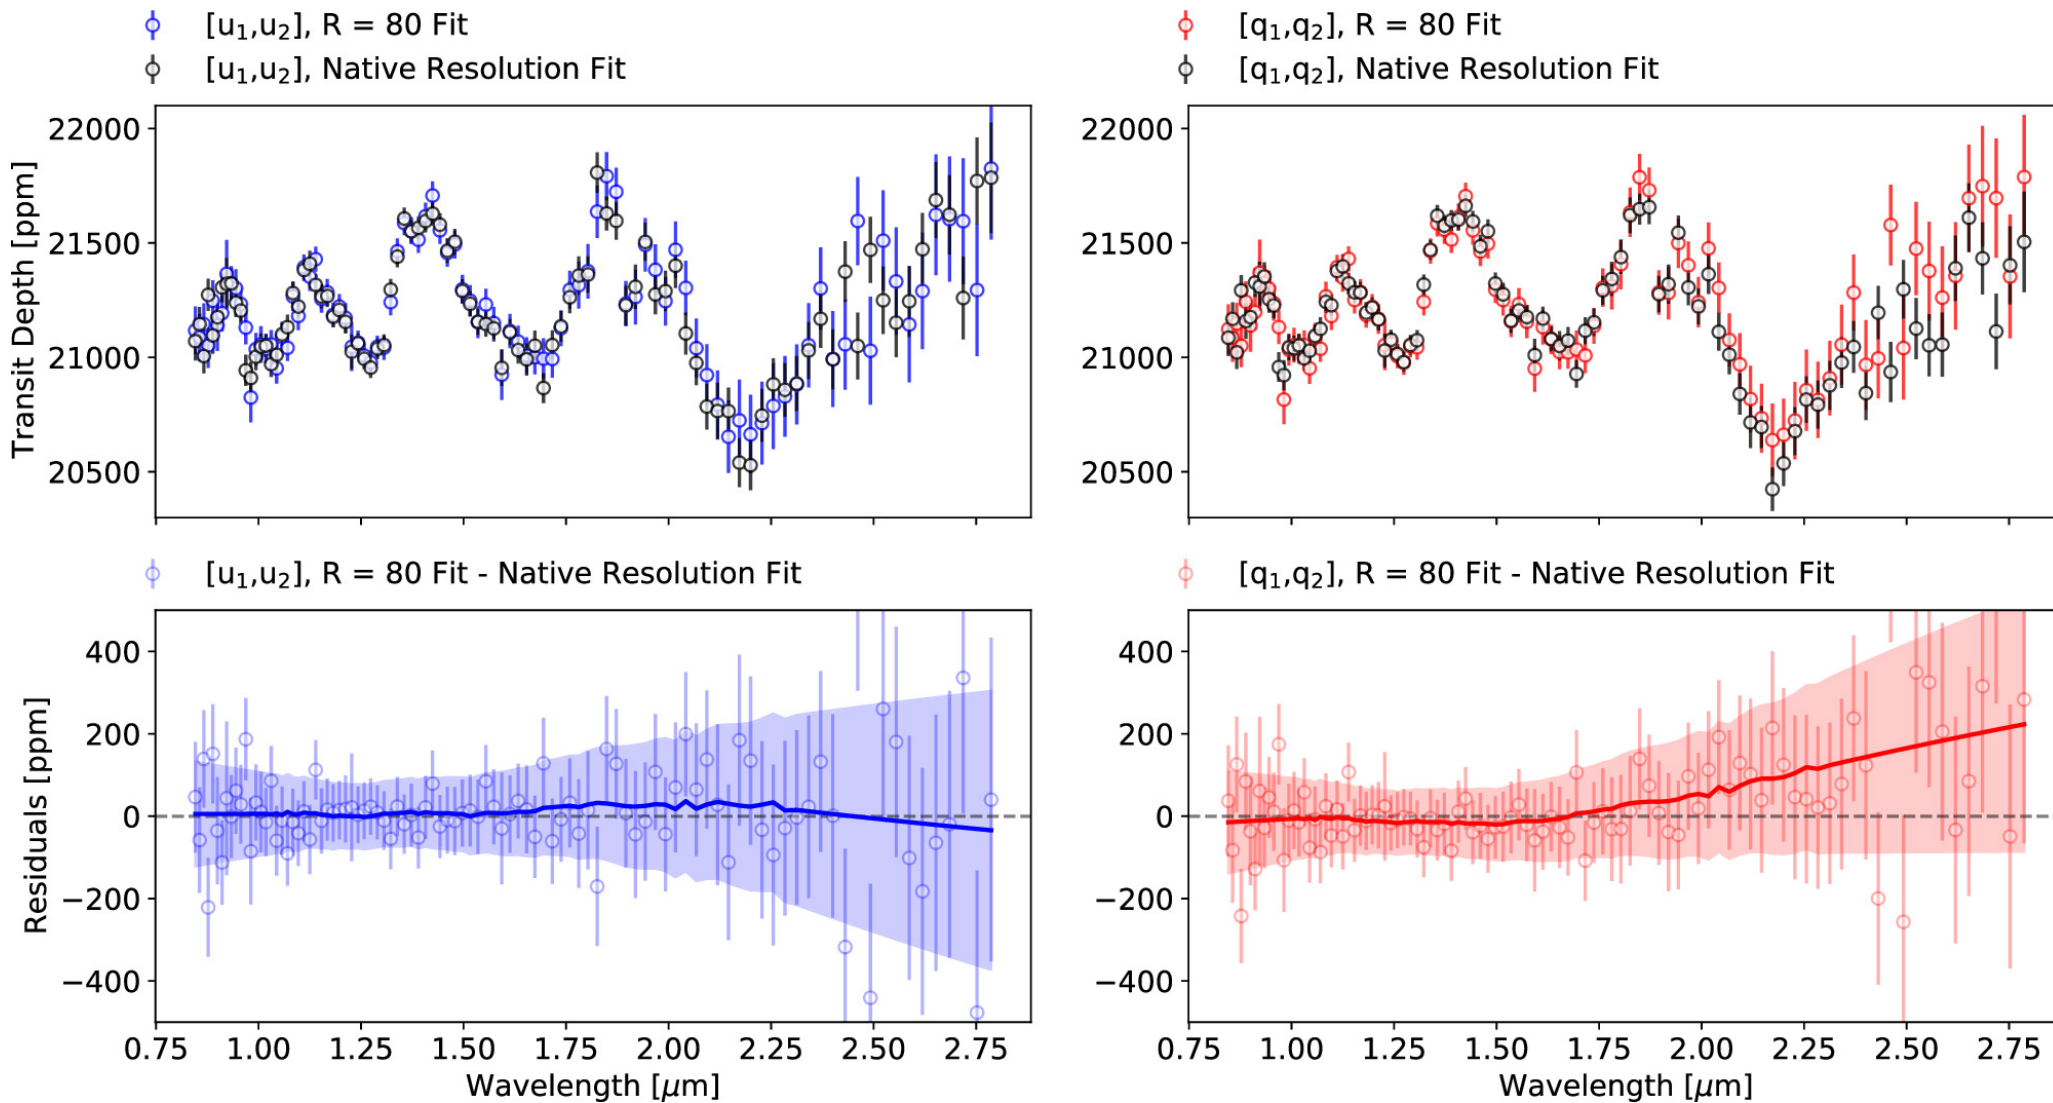 [u₁,u₂], R = 80 Fit
[u₁,u₂], Native Resolution Fit
[q₁,q₂], R = 80 Fit
[q₁,q₂], Native Resolution Fit
Transit Depth [ppm]
22000
21500
21000
20500
22000
21500
21000
20500
[u₁,u₂], R = 80 Fit - Native Resolution Fit
[q₁,q₂], R = 80 Fit - Native Resolution Fit
Residuals [ppm]
400
200
0
−200
−400
400
200
0
−200
−400
0.75 1.00 1.25 1.50 1.75 2.00 2.25 2.50 2.75
0.75 1.00 1.25 1.50 1.75 2.00 2.25 2.50 2.75
Wavelength [μm]
Wavelength [μm]